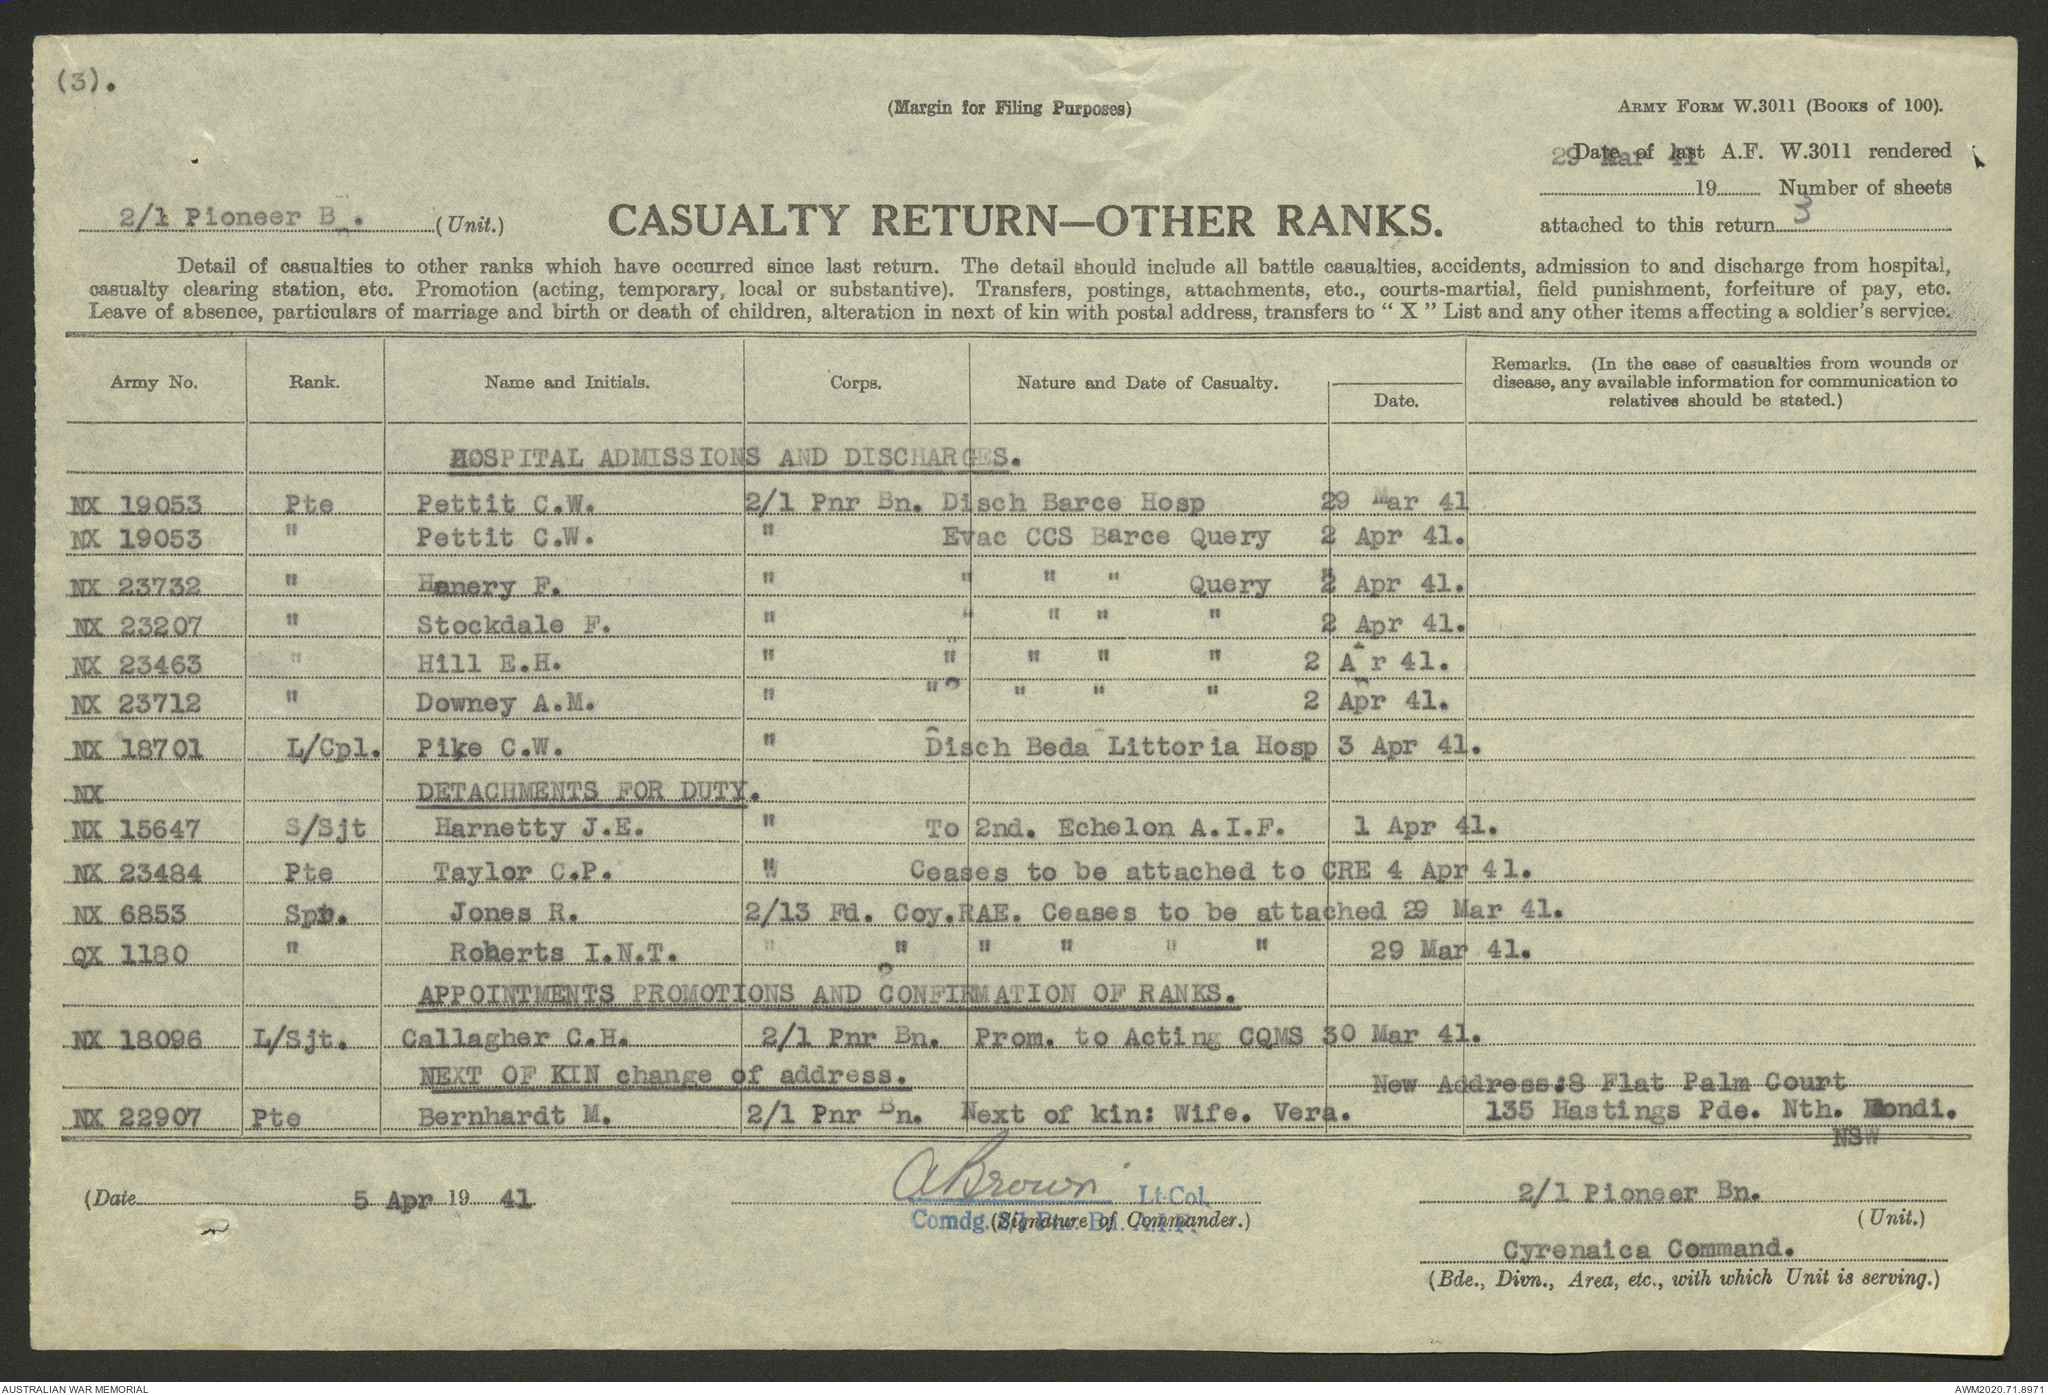 (3).
(Margin for Filing Purposes)
ARMY FORM W.3011 (BOOKS of 100).
Date of last A.F. W.3011 rendered
29 Mar 41
19 Number of sheets
attached to this return 3
2/1 Pioneer Bn. (Unit.)
CASUALTY RETURN—OTHER RANKS.
Detail of casualties to other ranks which have occurred since last return. The detail should include all battle casualties, accidents, admission to and discharge from hospital,
casualty clearing station, etc. Promotion (acting, temporary, local or substantive). Transfers, postings, attachments, etc., courts-martial, field punishment, forfeiture of pay, etc.
Leave of absence, particulars of marriage and birth or death of children, alteration in next of kin with postal address, transfers to “ X ” List and any other items affecting a soldier's service.
Army No. Rank. Name and Initials. Corps. Nature and Date of Casualty. Date. Remarks. (In the case of casualties from wounds or
disease, any available information for communication to
relatives should be stated.)
HOSPITAL ADMISSIONS AND DISCHARGES.
NX 19053 Pte Pettit C.W. 2/1 Pnr Bn. Disch Barce Hosp 29 Mar 41
NX 19053 " Pettit C.W. " Evac CCS Barce Query 2 Apr 41.
NX 23732 " Hanery F. " " " " Query 2 Apr 41.
NX 23207 " Stockdale F. " " " " " 2 Apr 41.
NX 23463 " Hill E.H. " " " " " 2 Apr 41.
NX 23712 " Downey A.M. " " " " " 2 Apr 41.
NX 18701 L/Cpl. Pike C.W. " Disch Beda Littoria Hosp 3 Apr 41.
NX DETACHMENTS FOR DUTY.
NX 15647 S/Sjt Harnetty J.E. " To 2nd. Echelon A.I.F. 1 Apr 41.
NX 23484 Pte Taylor C.P. " Ceases to be attached to CRE 4 Apr 41.
NX 6853 Spr. Jones R. 2/13 Fd. Coy.RAE. Ceases to be attached 29 Mar 41.
QX 1180 " Roberts I.N.T. " " " " " " 29 Mar 41.
APPOINTMENTS PROMOTIONS AND CONFIRMATION OF RANKS.
NX 18096 L/Sjt. Callagher C.H. 2/1 Pnr Bn. Prom. to Acting CQMS 30 Mar 41.
NEXT OF KIN change of address.
New Address:8 Flat Palm Court
NX 22907 Pte Bernhardt M. 2/1 Pnr Bn. Next of kin: Wife. Vera. 135 Hastings Pde. Nth. Bondi.
NSW
(Date 5 Apr 19 41
ABrown Lt Col
Comdg. 2/1 Pnr. Bn. A.I.F.
(Signature of Commander.)
2/1 Pioneer Bn.
(Unit.)
Cyrenaica Command.
(Bde., Divn., Area, etc., with which Unit is serving.)
AUSTRALIAN WAR MEMORIAL
AWM2020.71.8971